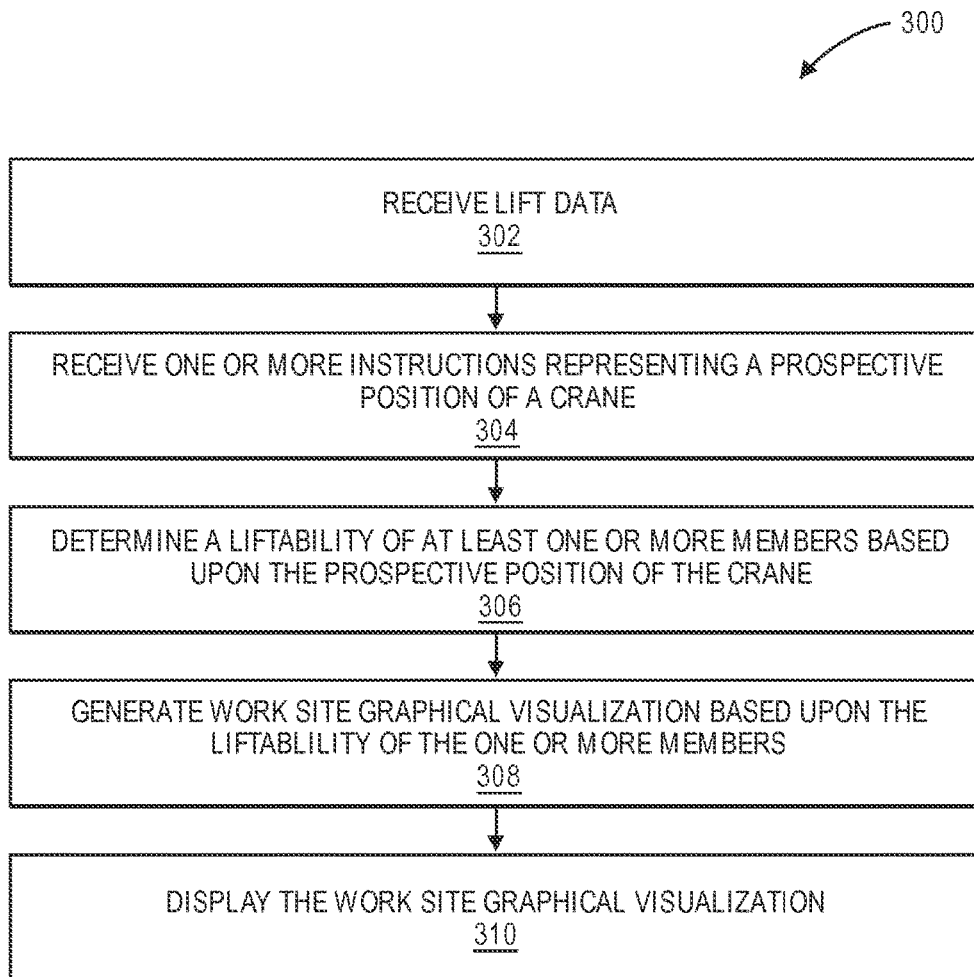 300
RECEIVE LIFT DATA
302
RECEIVE ONE OR MORE INSTRUCTIONS REPRESENTING A PROSPECTIVE
POSITION OF A CRANE
304
DETERMINE A LIFTABILITY OF AT LEAST ONE OR MORE MEMBERS BASED
UPON THE PROSPECTIVE POSITION OF THE CRANE
306
GENERATE WORK SITE GRAPHICAL VISUALIZATION BASED UPON THE
LIFTABLILITY OF THE ONE OR MORE MEMBERS
308
DISPLAY THE WORK SITE GRAPHICAL VISUALIZATION
310